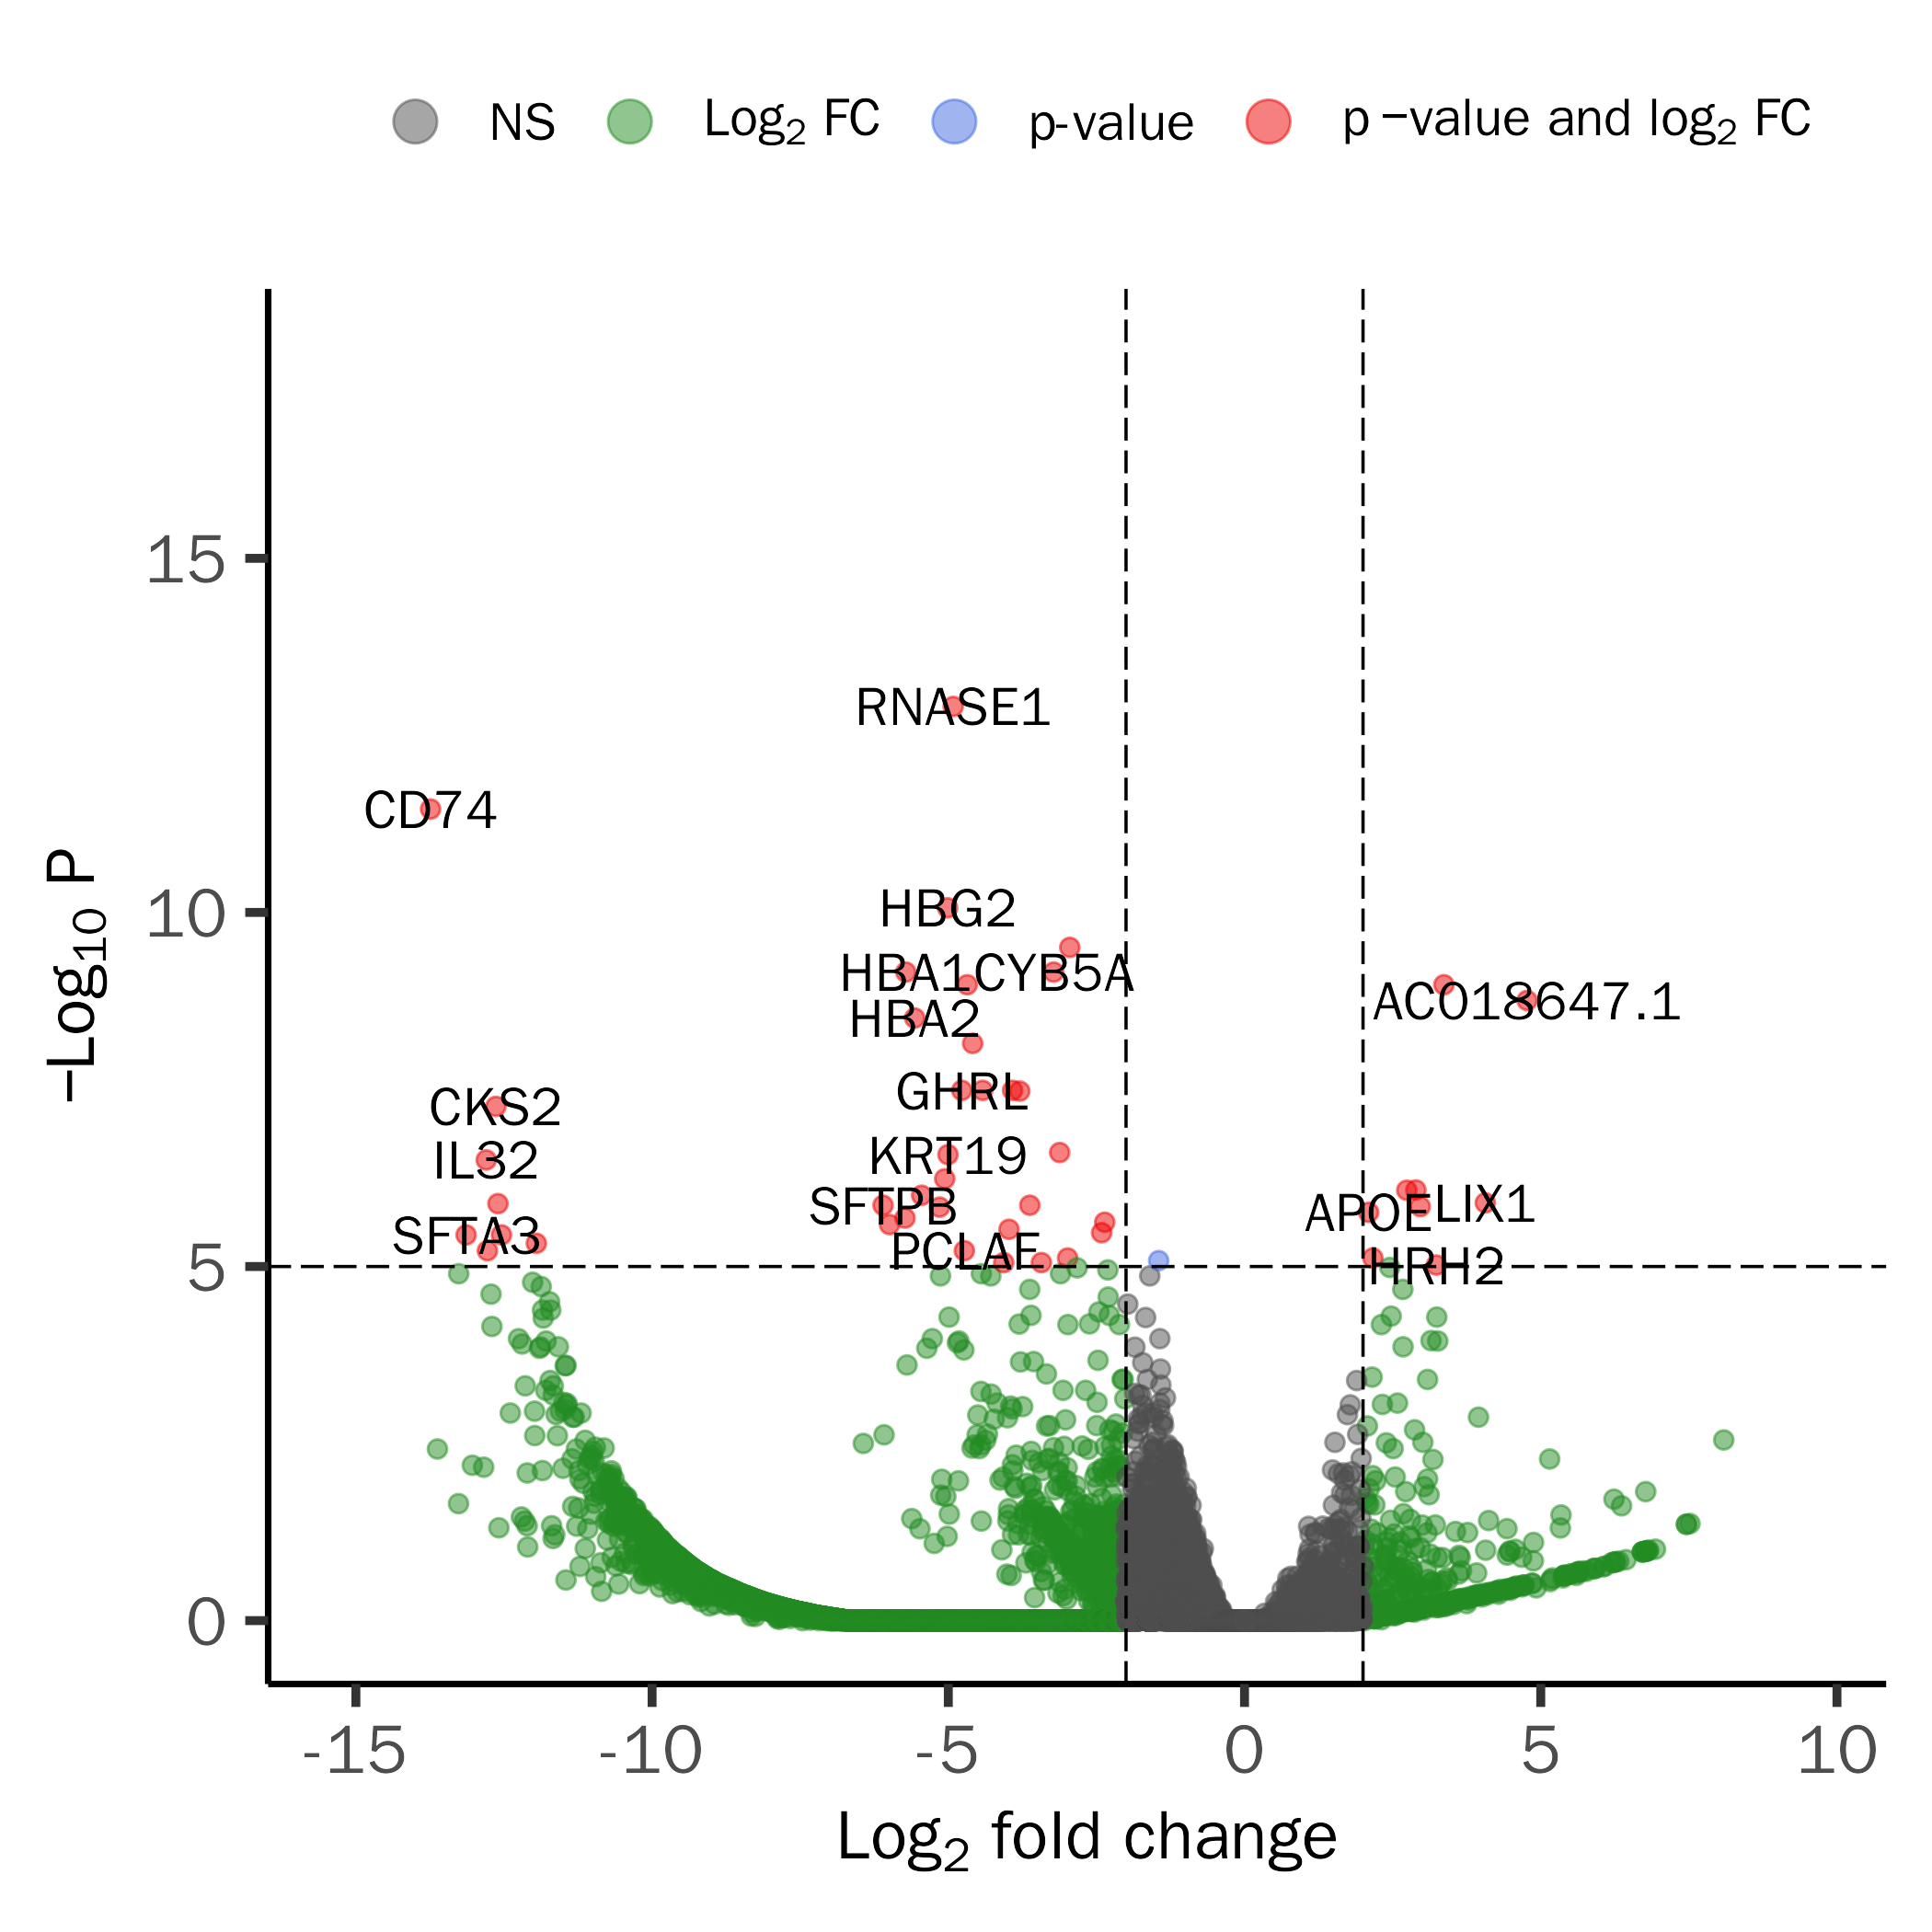 NS Log2 FC p-value p −value and log2 FC
−Log10 P
15
10
5
0
RNASE1
CD74
HBG2
HBA1 CYB5A
AC018647.1
HBA2
GHRL
CKS2
KRT19
IL32
SFTPB
APOE LIX1
SFTA3
PCLAF
HRH2
-15 -10 -5 0 5 10
Log2 fold change